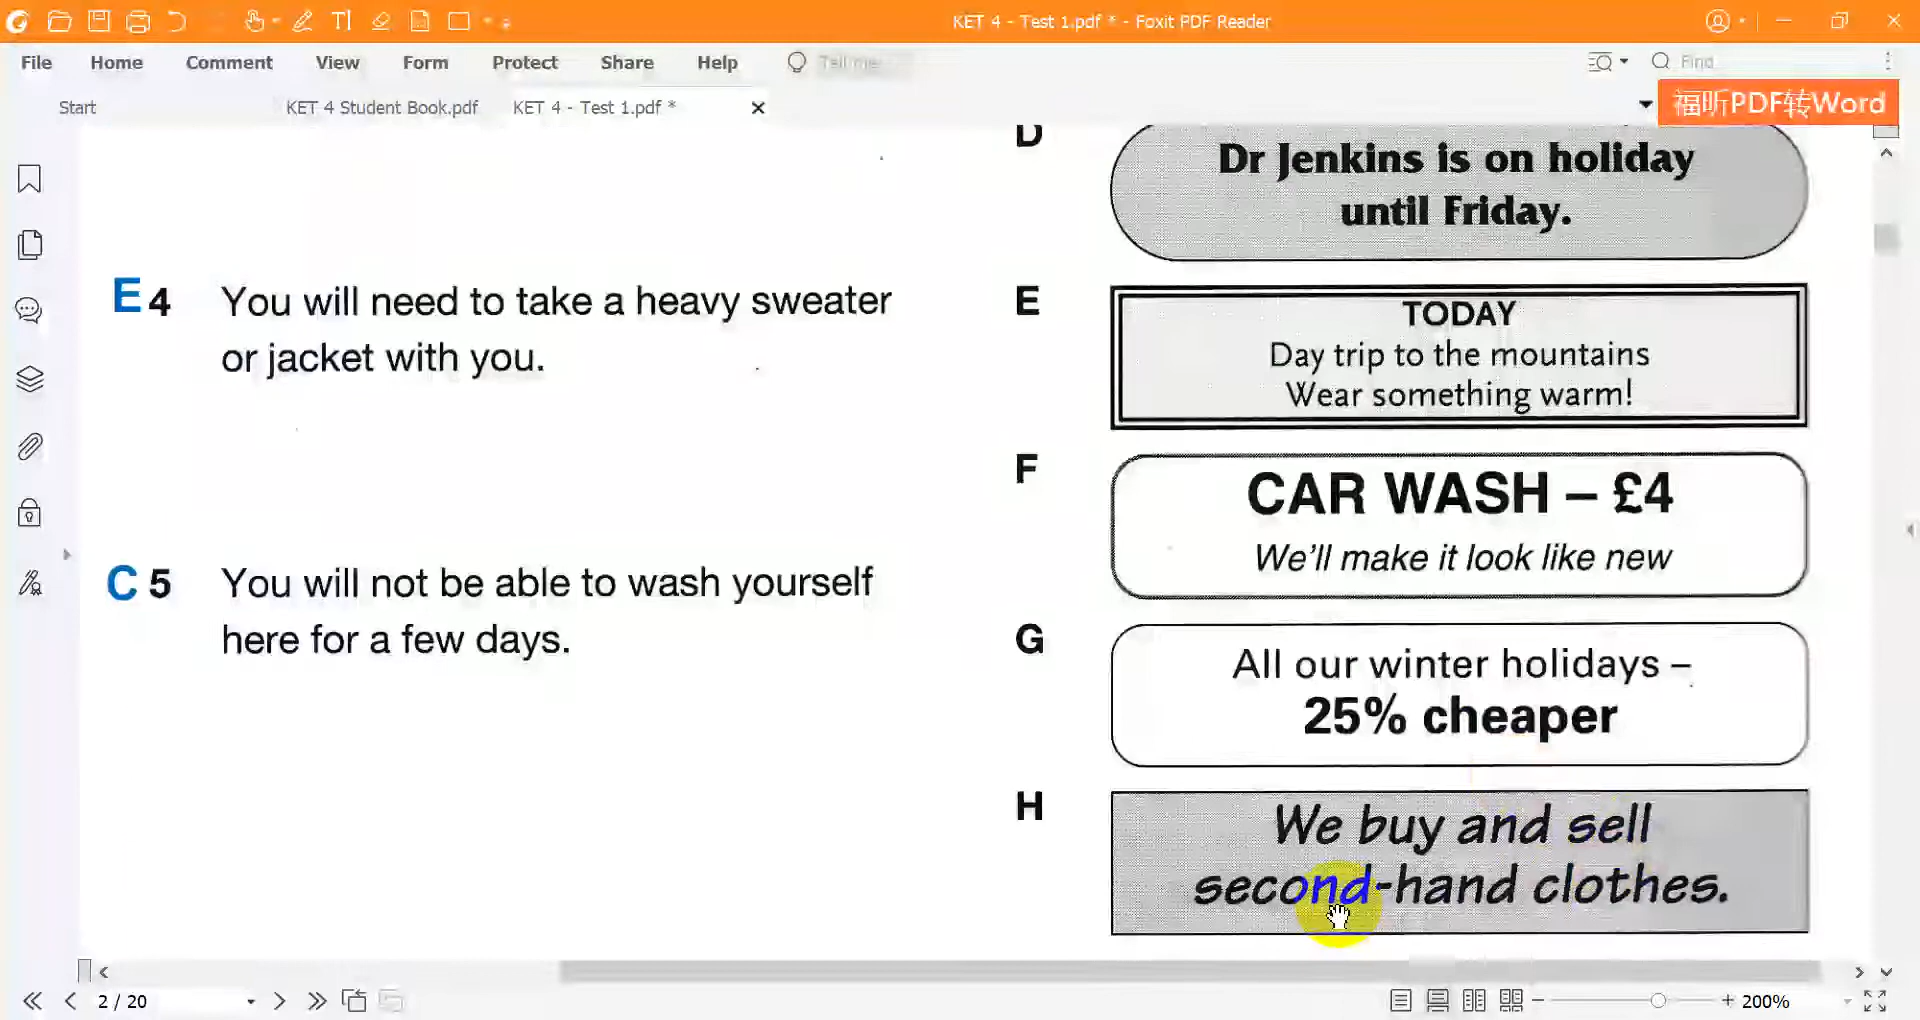 KET 4 - Test 1.pdf * - Foxit PDF Reader
File Home Comment View Form Protect Share Help Tell me Find
Start KET 4 Student Book.pdf KET 4 - Test 1.pdf * 福昕PDF转Word
D
Dr Jenkins is on holiday
until Friday.
E 4 You will need to take a heavy sweater
or jacket with you.
E
TODAY
Day trip to the mountains
Wear something warm!
F
CAR WASH – £4
We'll make it look like new
C 5 You will not be able to wash yourself
here for a few days.
G
All our winter holidays –
25% cheaper
H
We buy and sell
second-hand clothes.
2 / 20 200%